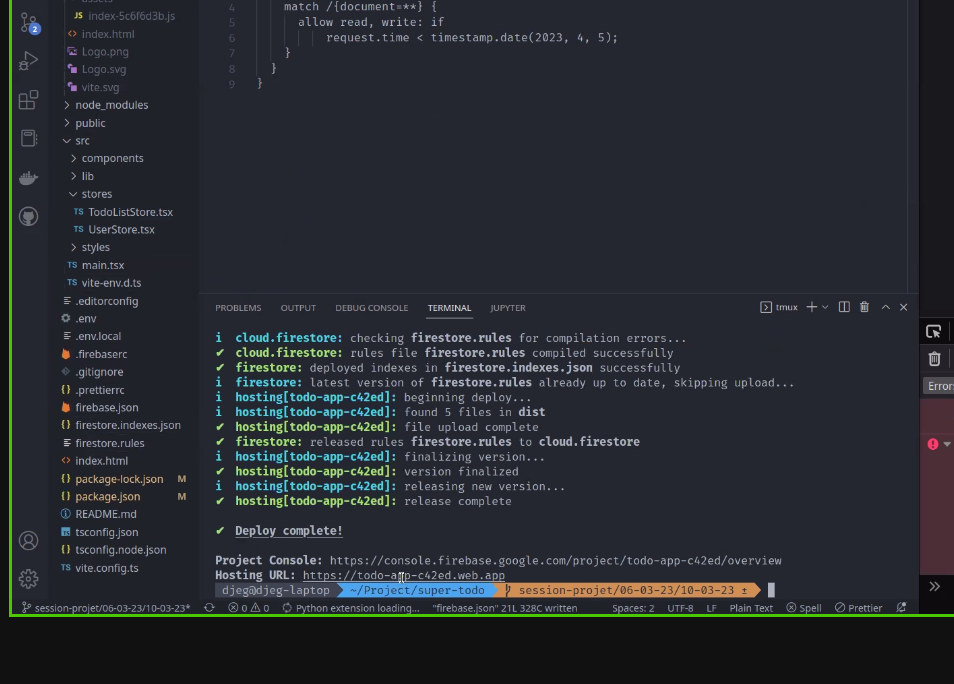 index-5c6f6d3b.js
index.html
Logo.png
Logo.svg
vite.svg
node_modules
public
src
components
lib
stores
TS TodoListStore.tsx
TS UserStore.tsx
styles
TS main.tsx
TS vite-env.d.ts
.editorconfig
.env
.env.local
.firebaserc
.gitignore
.prettierrc
firebase.json
firestore.indexes.json
firestore.rules
index.html
package-lock.json M
package.json M
README.md
tsconfig.json
tsconfig.node.json
TS vite.config.ts
2
4 match /{document=**} {
5 allow read, write: if
6 request.time < timestamp.date(2023, 4, 5);
7 }
8 }
9 }
PROBLEMS OUTPUT DEBUG CONSOLE TERMINAL JUPYTER tmux
i cloud.firestore: checking firestore.rules for compilation errors...
✔ cloud.firestore: rules file firestore.rules compiled successfully
✔ firestore: deployed indexes in firestore.indexes.json successfully
i firestore: latest version of firestore.rules already up to date, skipping upload...
i hosting[todo-app-c42ed]: beginning deploy...
i hosting[todo-app-c42ed]: found 5 files in dist
✔ hosting[todo-app-c42ed]: file upload complete
✔ firestore: released rules firestore.rules to cloud.firestore
i hosting[todo-app-c42ed]: finalizing version...
✔ hosting[todo-app-c42ed]: version finalized
i hosting[todo-app-c42ed]: releasing new version...
✔ hosting[todo-app-c42ed]: release complete
✔ Deploy complete!
Project Console: https://console.firebase.google.com/project/todo-app-c42ed/overview
Hosting URL: https://todo-app-c42ed.web.app
djeg@djeg-laptop ~/Project/super-todo session-projet/06-03-23/10-03-23 ±
session-projet/06-03-23/10-03-23* 0 0 Python extension loading... "firebase.json" 21L 328C written Spaces: 2 UTF-8 LF Plain Text Spell Prettier
Errors